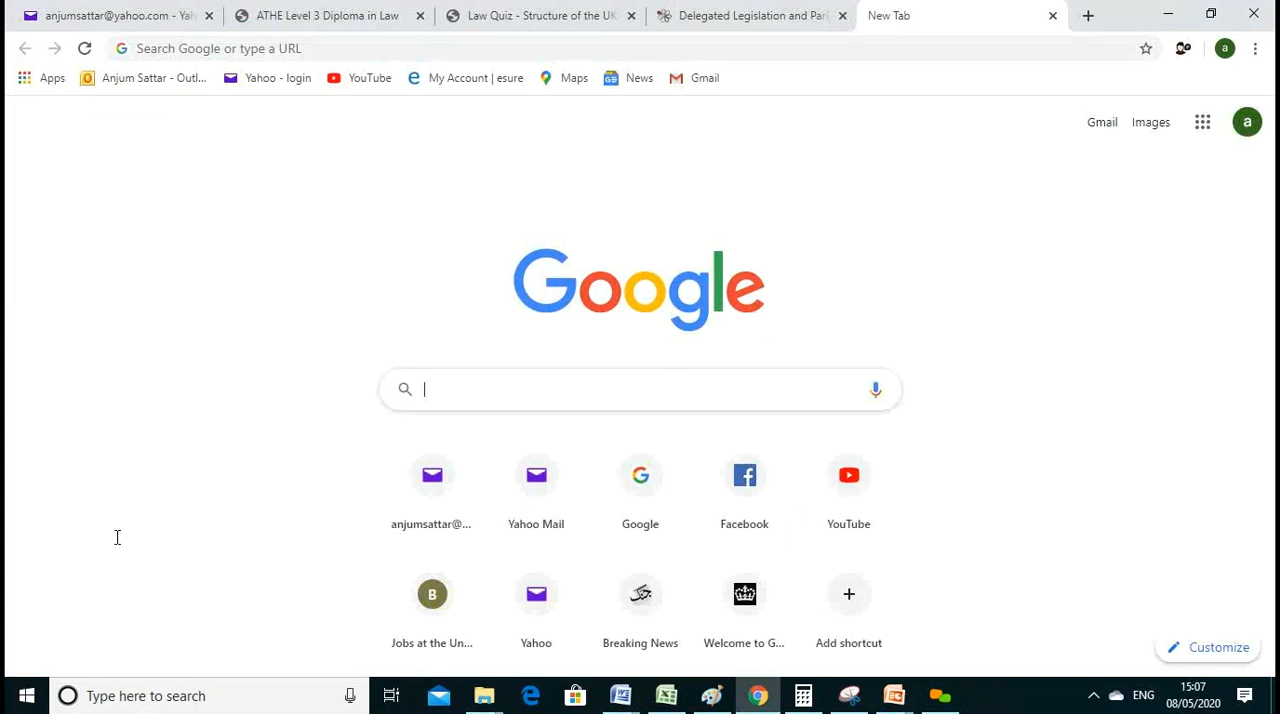 anjumsattar@yahoo.com - Yah
ATHE Level 3 Diploma in Law
Law Quiz - Structure of the UK
Delegated Legislation and Parl
New Tab
Search Google or type a URL
a
Apps
Anjum Sattar - Outl...
Yahoo - login
YouTube
My Account | esure
Maps
News
Gmail
Gmail
Images
a
Google
anjumsattar@...
Yahoo Mail
Google
Facebook
YouTube
B
جنگ
Jobs at the Un...
Yahoo
Breaking News
Welcome to G...
Add shortcut
Customize
Type here to search
ENG
15:07
08/05/2020